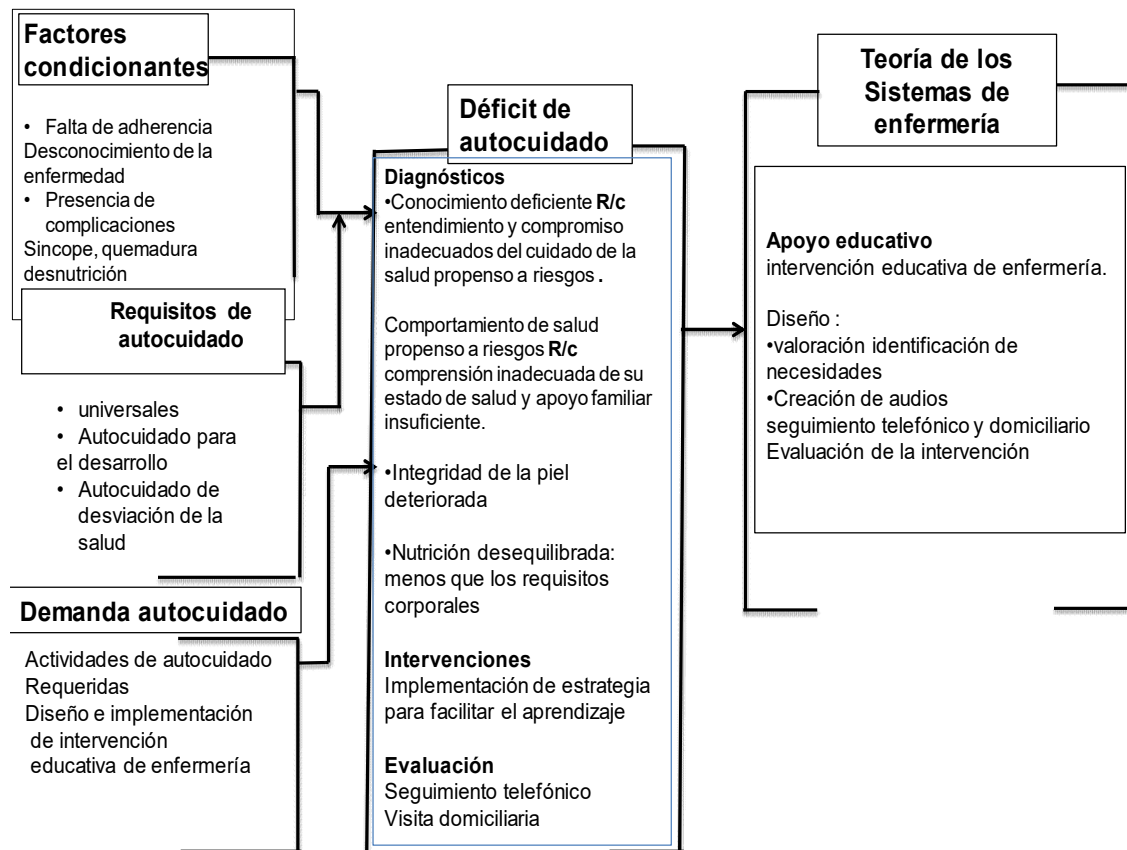 Factores
condicionantes
• Falta de adherencia
Desconocimiento de la
enfermedad
• Presencia de
complicaciones
Sincope, quemadura
desnutrición
Requisitos de
autocuidado
• universales
• Autocuidado para
el desarrollo
• Autocuidado de
desviación de la
salud
Demanda autocuidado
Actividades de autocuidado
Requeridas
Diseño e implementación
de intervención
educativa de enfermería
Déficit de
autocuidado
Diagnósticos
•Conocimiento deficiente R/c
entendimiento y compromiso
inadecuados del cuidado de la
salud propenso a riesgos .
Comportamiento de salud
propenso a riesgos R/c
comprensión inadecuada de su
estado de salud y apoyo familiar
insuficiente.
•Integridad de la piel
deteriorada
•Nutrición desequilibrada:
menos que los requisitos
corporales
Intervenciones
Implementación de estrategia
para facilitar el aprendizaje
Evaluación
Seguimiento telefónico
Visita domiciliaria
Teoría de los
Sistemas de
enfermería
Apoyo educativo
intervención educativa de enfermería.
Diseño :
•valoración identificación de
necesidades
•Creación de audios
seguimiento telefónico y domiciliario
Evaluación de la intervención